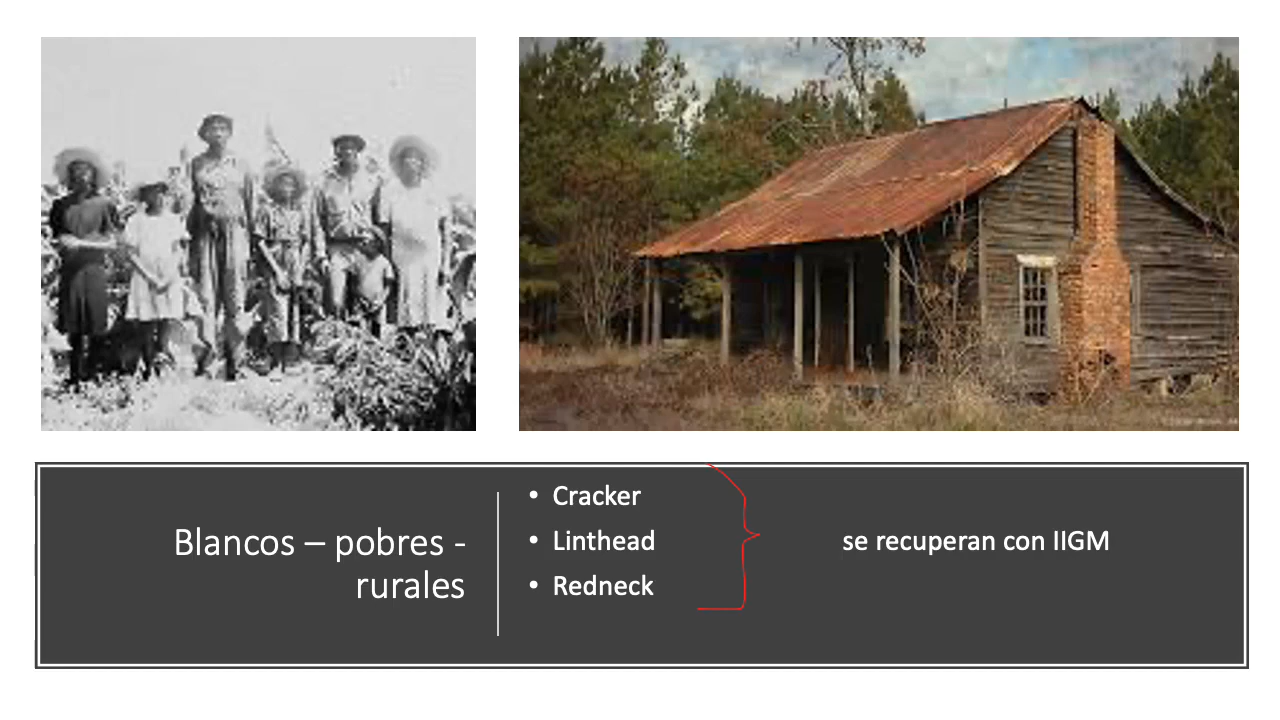 Blancos – pobres -
rurales
• Cracker
• Linthead
• Redneck
se recuperan con IIGM